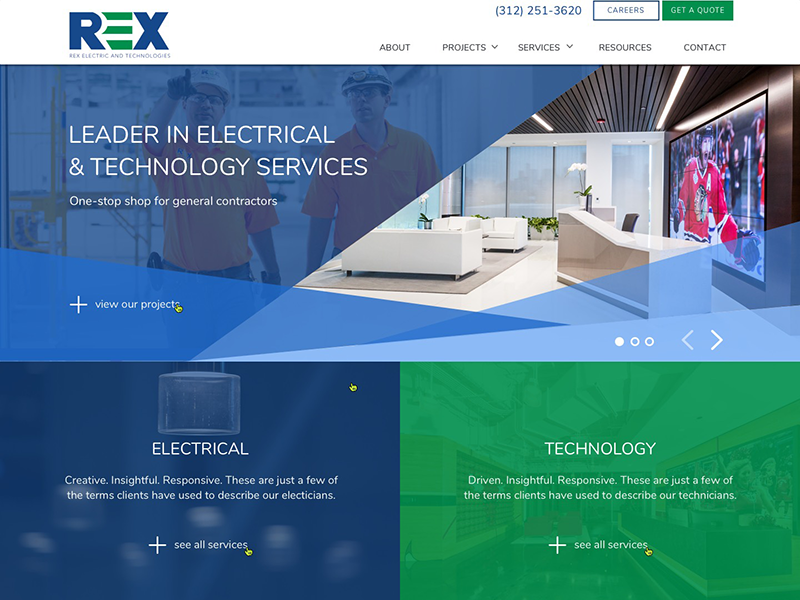 (312) 251-3620
CAREERS
GET A QUOTE
REX
REX ELECTRIC AND TECHNOLOGIES
ABOUT
PROJECTS
SERVICES
RESOURCES
CONTACT
LEADER IN ELECTRICAL
& TECHNOLOGY SERVICES
One-stop shop for general contractors
view our projects
ELECTRICAL
Creative. Insightful. Responsive. These are just a few of
the terms clients have used to describe our electicians.
see all services
TECHNOLOGY
Driven. Insightful. Responsive. These are just a few of
the terms clients have used to describe our technicians.
see all services